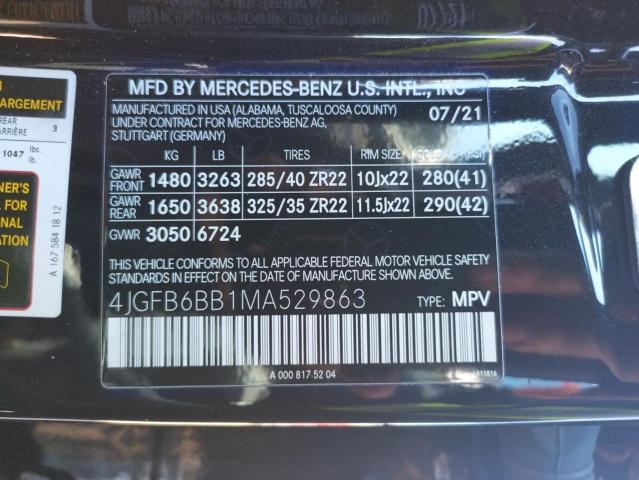 MFD BY MERCEDES-BENZ U.S. INTL., INC
MANUFACTURED IN USA (ALABAMA, TUSCALOOSA COUNTY) 07/21
UNDER CONTRACT FOR MERCEDES-BENZ AG,
STUTTGART (GERMANY)
KG LB TIRES RIM SIZE
GAWR FRONT 1480 3263 285/40 ZR22 10Jx22 280(41)
GAWR REAR 1650 3638 325/35 ZR22 11.5Jx22 290(42)
GVWR 3050 6724
THIS VEHICLE CONFORMS TO ALL APPLICABLE FEDERAL MOTOR VEHICLE SAFETY
STANDARDS IN EFFECT ON THE DATE OF MANUFACTURE SHOWN ABOVE.
4JGFB6BB1MA529863 TYPE: MPV
A 000 817 52 04
ARGEMENT
REAR
ARRIÈRE 3
1047 lbs.
lb.
NER'S
L FOR
ONAL
ATION
A 167 584 18 12